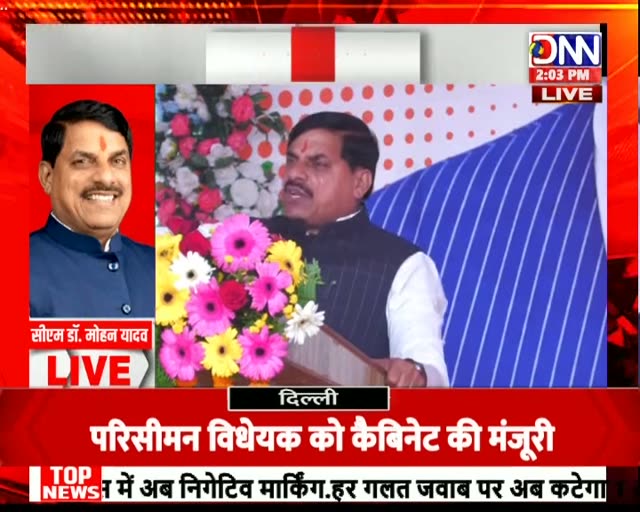 DNN
2:03 PM
LIVE
सीएम डॉ. मोहन यादव
LIVE
दिल्ली
परिसीमन विधेयक को कैबिनेट की मंजूरी
TOP
NEWS
में अब निगेटिव मार्किंग.हर गलत जवाब पर अब